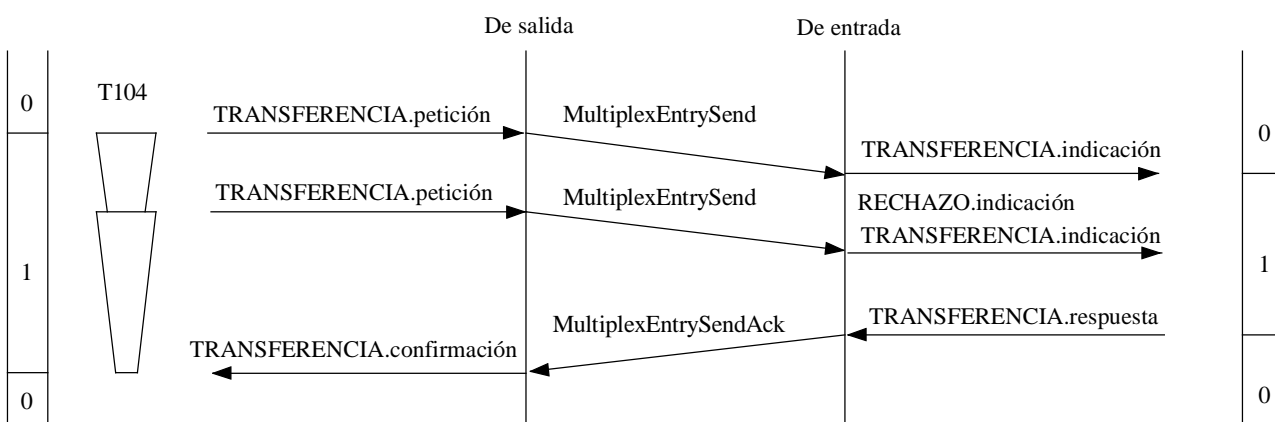 De salida
De entrada
0
T104
TRANSFERENCIA.petición
MultiplexEntrySend
0
TRANSFERENCIA.indicación
TRANSFERENCIA.petición
MultiplexEntrySend
RECHAZO.indicación
TRANSFERENCIA.indicación
1
1
MultiplexEntrySendAck
TRANSFERENCIA.respuesta
TRANSFERENCIA.confirmación
0
0